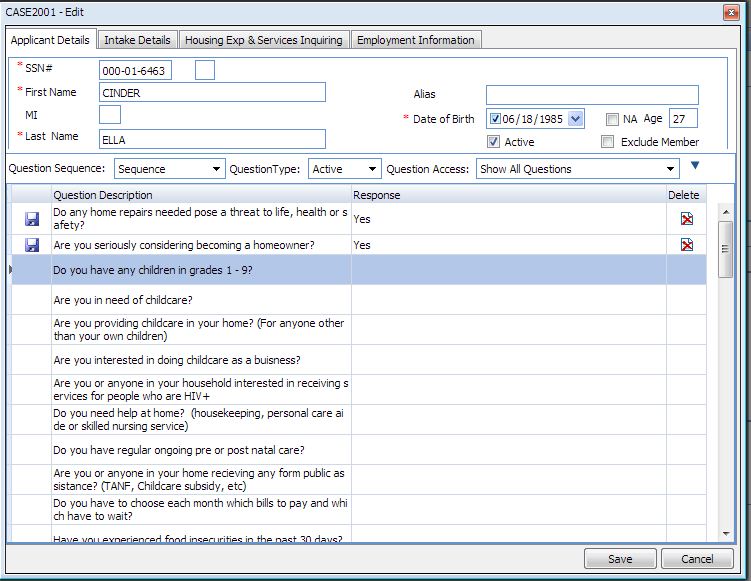 CASE2001 - Edit
Applicant Details Intake Details Housing Exp & Services Inquiring Employment Information
* SSN# 000-01-6463
* First Name CINDER Alias
MI * Date of Birth 06/18/1985 NA Age 27
* Last Name ELLA Active Exclude Member
Question Sequence: Sequence QuestionType: Active Question Access: Show All Questions
Question Description Response Delete
Do any home repairs needed pose a threat to life, health or s
afety? Yes
Are you seriously considering becoming a homeowner? Yes
Do you have any children in grades 1 - 9?
Are you in need of childcare?
Are you providing childcare in your home? (For anyone other
than your own children)
Are you interested in doing childcare as a buisness?
Are you or anyone in your household interested in receiving s
ervices for people who are HIV+
Do you need help at home? (housekeeping, personal care ai
de or skilled nursing service)
Do you have regular ongoing pre or post natal care?
Are you or anyone in your home recieving any form public as
sistance? (TANF, Childcare subsidy, etc)
Do you have to choose each month which bills to pay and whi
ch have to wait?
Have you experienced food insecurities in the past 30 days?
Save Cancel